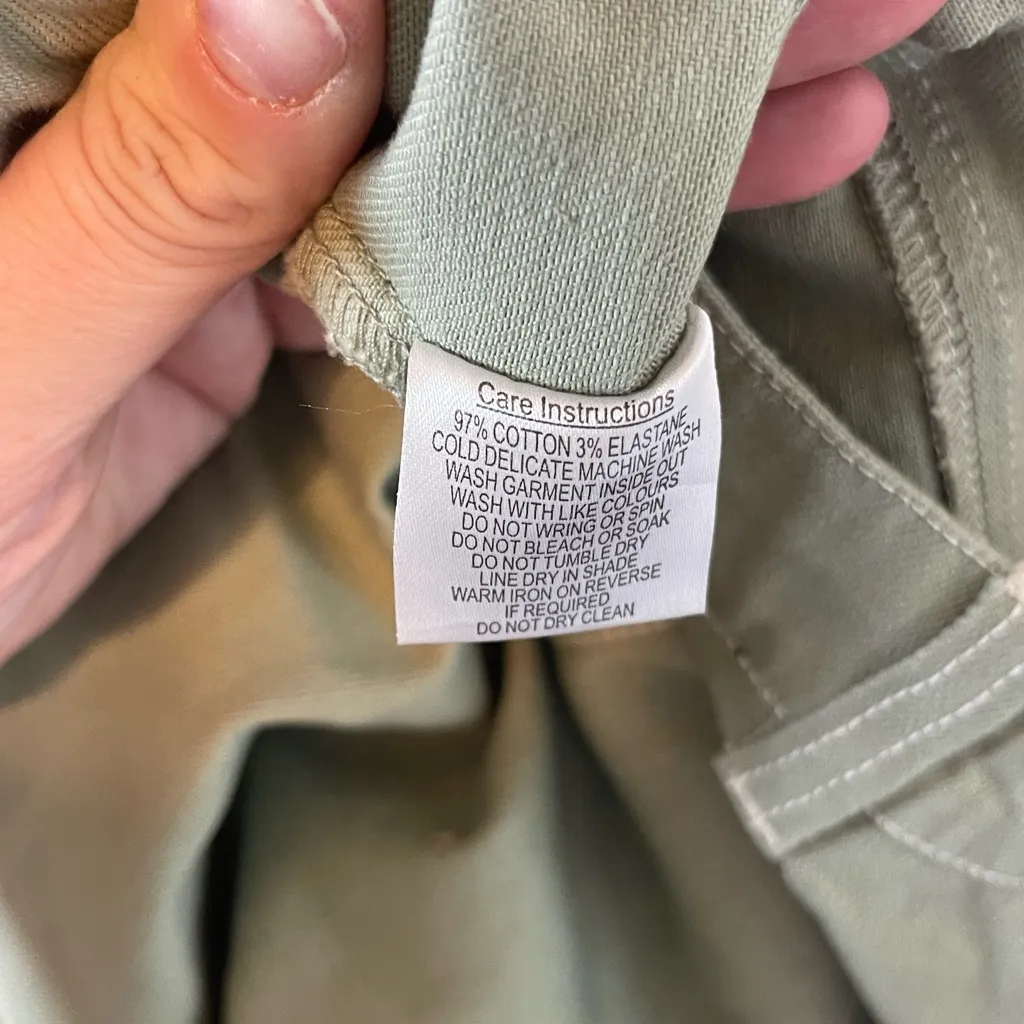 Care Instructions
97% COTTON 3% ELASTANE
COLD DELICATE MACHINE WASH
WASH GARMENT INSIDE OUT
WASH WITH LIKE COLOURS
DO NOT WRING OR SPIN
DO NOT BLEACH OR SOAK
DO NOT TUMBLE DRY
LINE DRY IN SHADE
WARM IRON ON REVERSE
IF REQUIRED
DO NOT DRY CLEAN